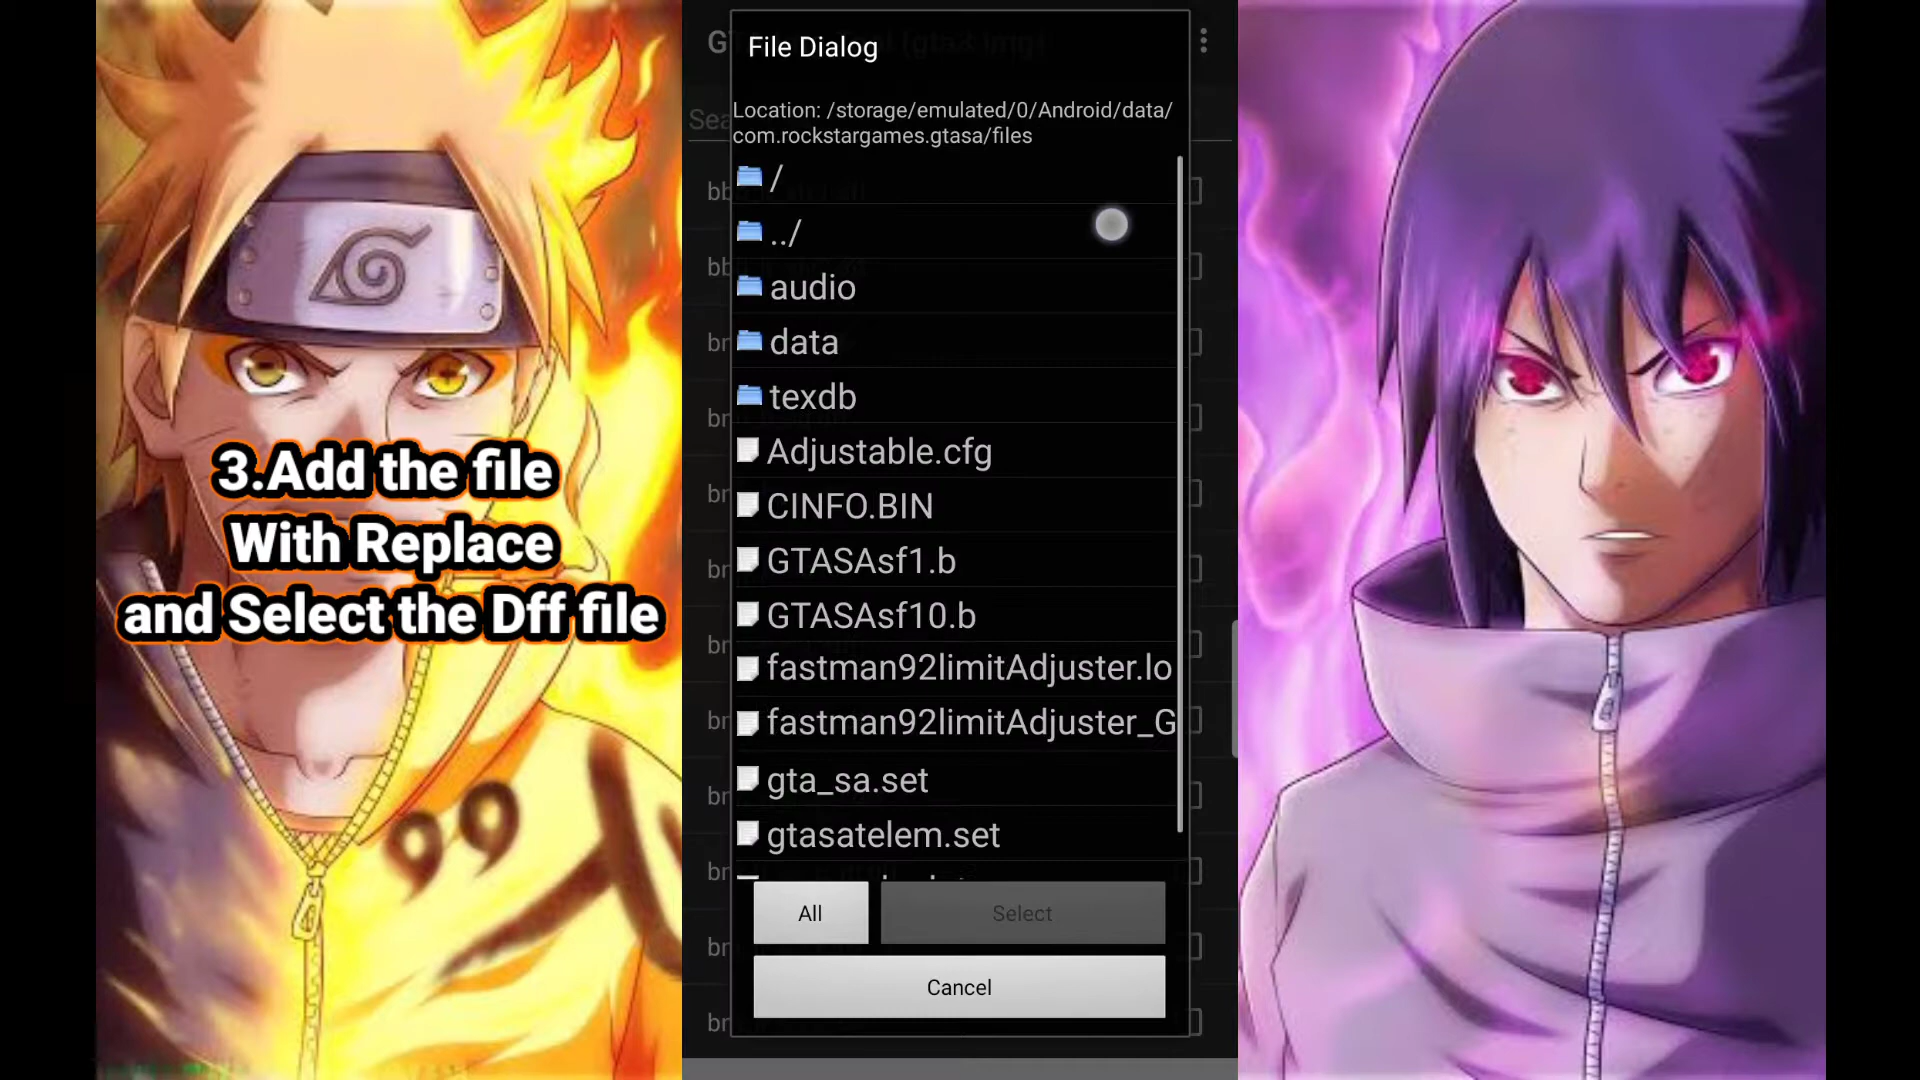 3.Add the file
With Replace
and Select the Dff file
File Dialog
Location: /storage/emulated/0/Android/data/
com.rockstargames.gtasa/files
/
../
audio
data
texdb
Adjustable.cfg
CINFO.BIN
GTASAsf1.b
GTASAsf10.b
fastman92limitAdjuster.lo
fastman92limitAdjuster_G
gta_sa.set
gtasatelem.set
All
Select
Cancel